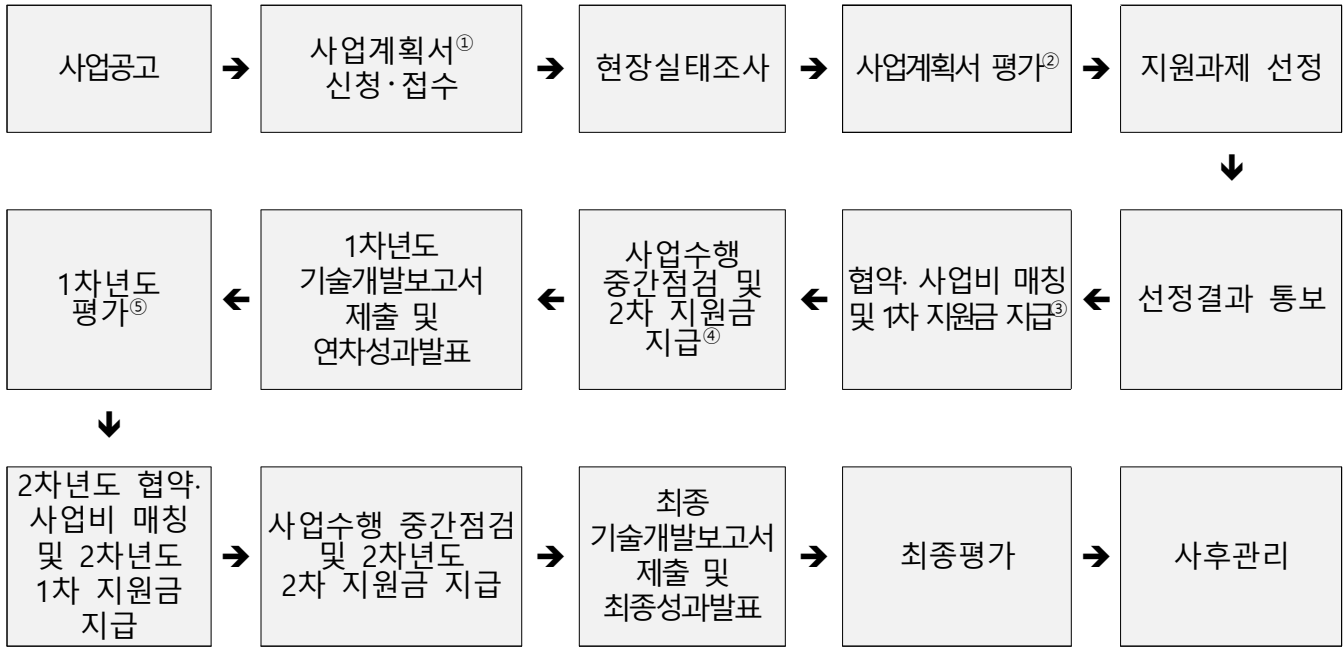 사업공고
사업계획서①
신청·접수
현장실태조사
사업계획서 평가②
지원과제 선정
선정결과 통보
협약· 사업비 매칭
및 1차 지원금 지급③
사업수행
중간점검 및
2차 지원금
지급④
1차년도
기술개발보고서
제출 및
연차성과발표
1차년도
평가⑤
2차년도 협약·
사업비 매칭
및 2차년도
1차 지원금
지급
사업수행 중간점검
및 2차년도
2차 지원금 지급
최종
기술개발보고서
제출 및
최종성과발표
최종평가
사후관리